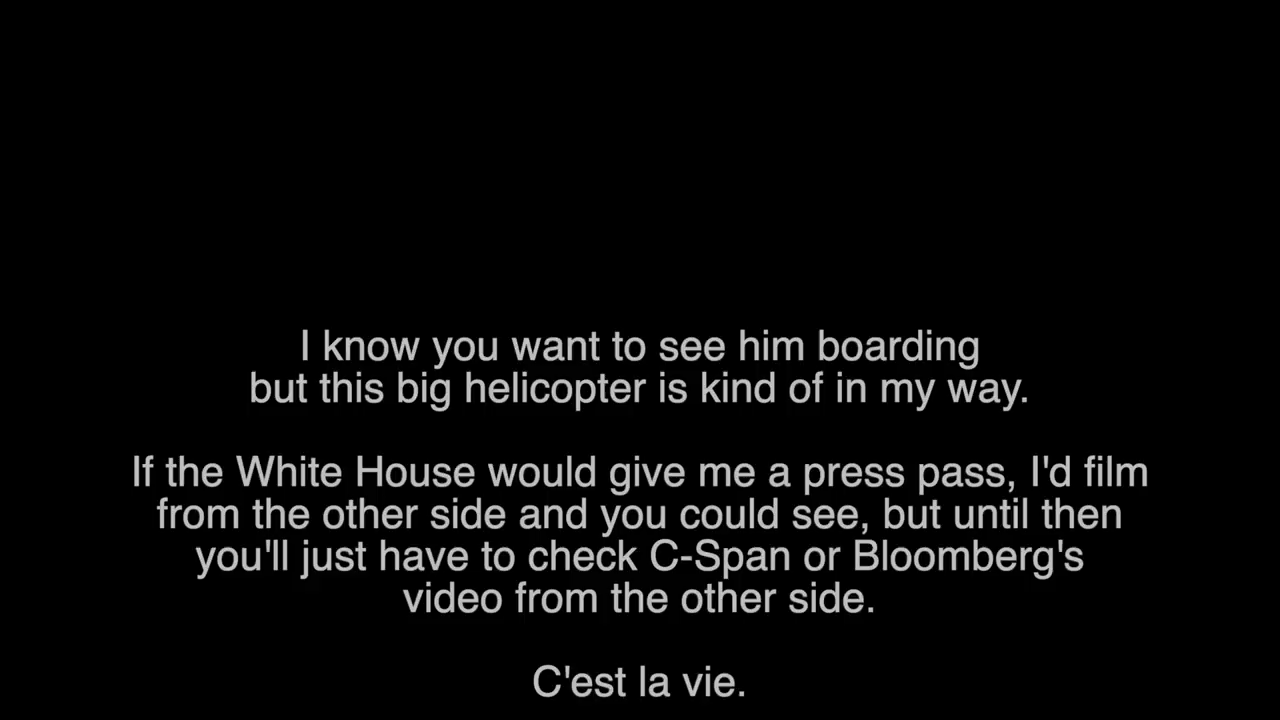 I know you want to see him boarding
but this big helicopter is kind of in my way.
If the White House would give me a press pass, I'd film
from the other side and you could see, but until then
you'll just have to check C-Span or Bloomberg's
video from the other side.
C'est la vie.